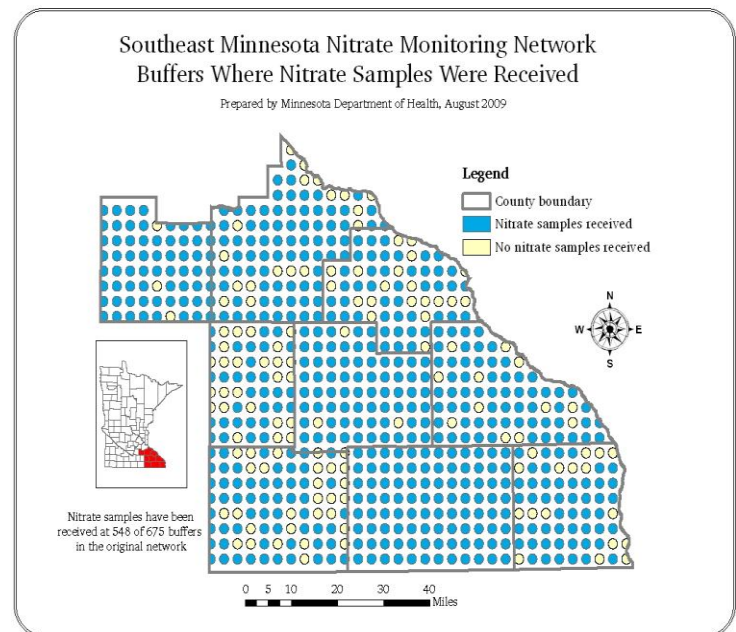 Southeast Minnesota Nitrate Monitoring Network
Buffers Where Nitrate Samples Were Received
Prepared by Minnesota Department of Health, August 2009
Legend
County boundary
Nitrate samples received
No nitrate samples received
N
W E
S
Nitrate samples have been
received at 548 of 675 buffers
in the original network
0 5 10 20 30 40
Miles